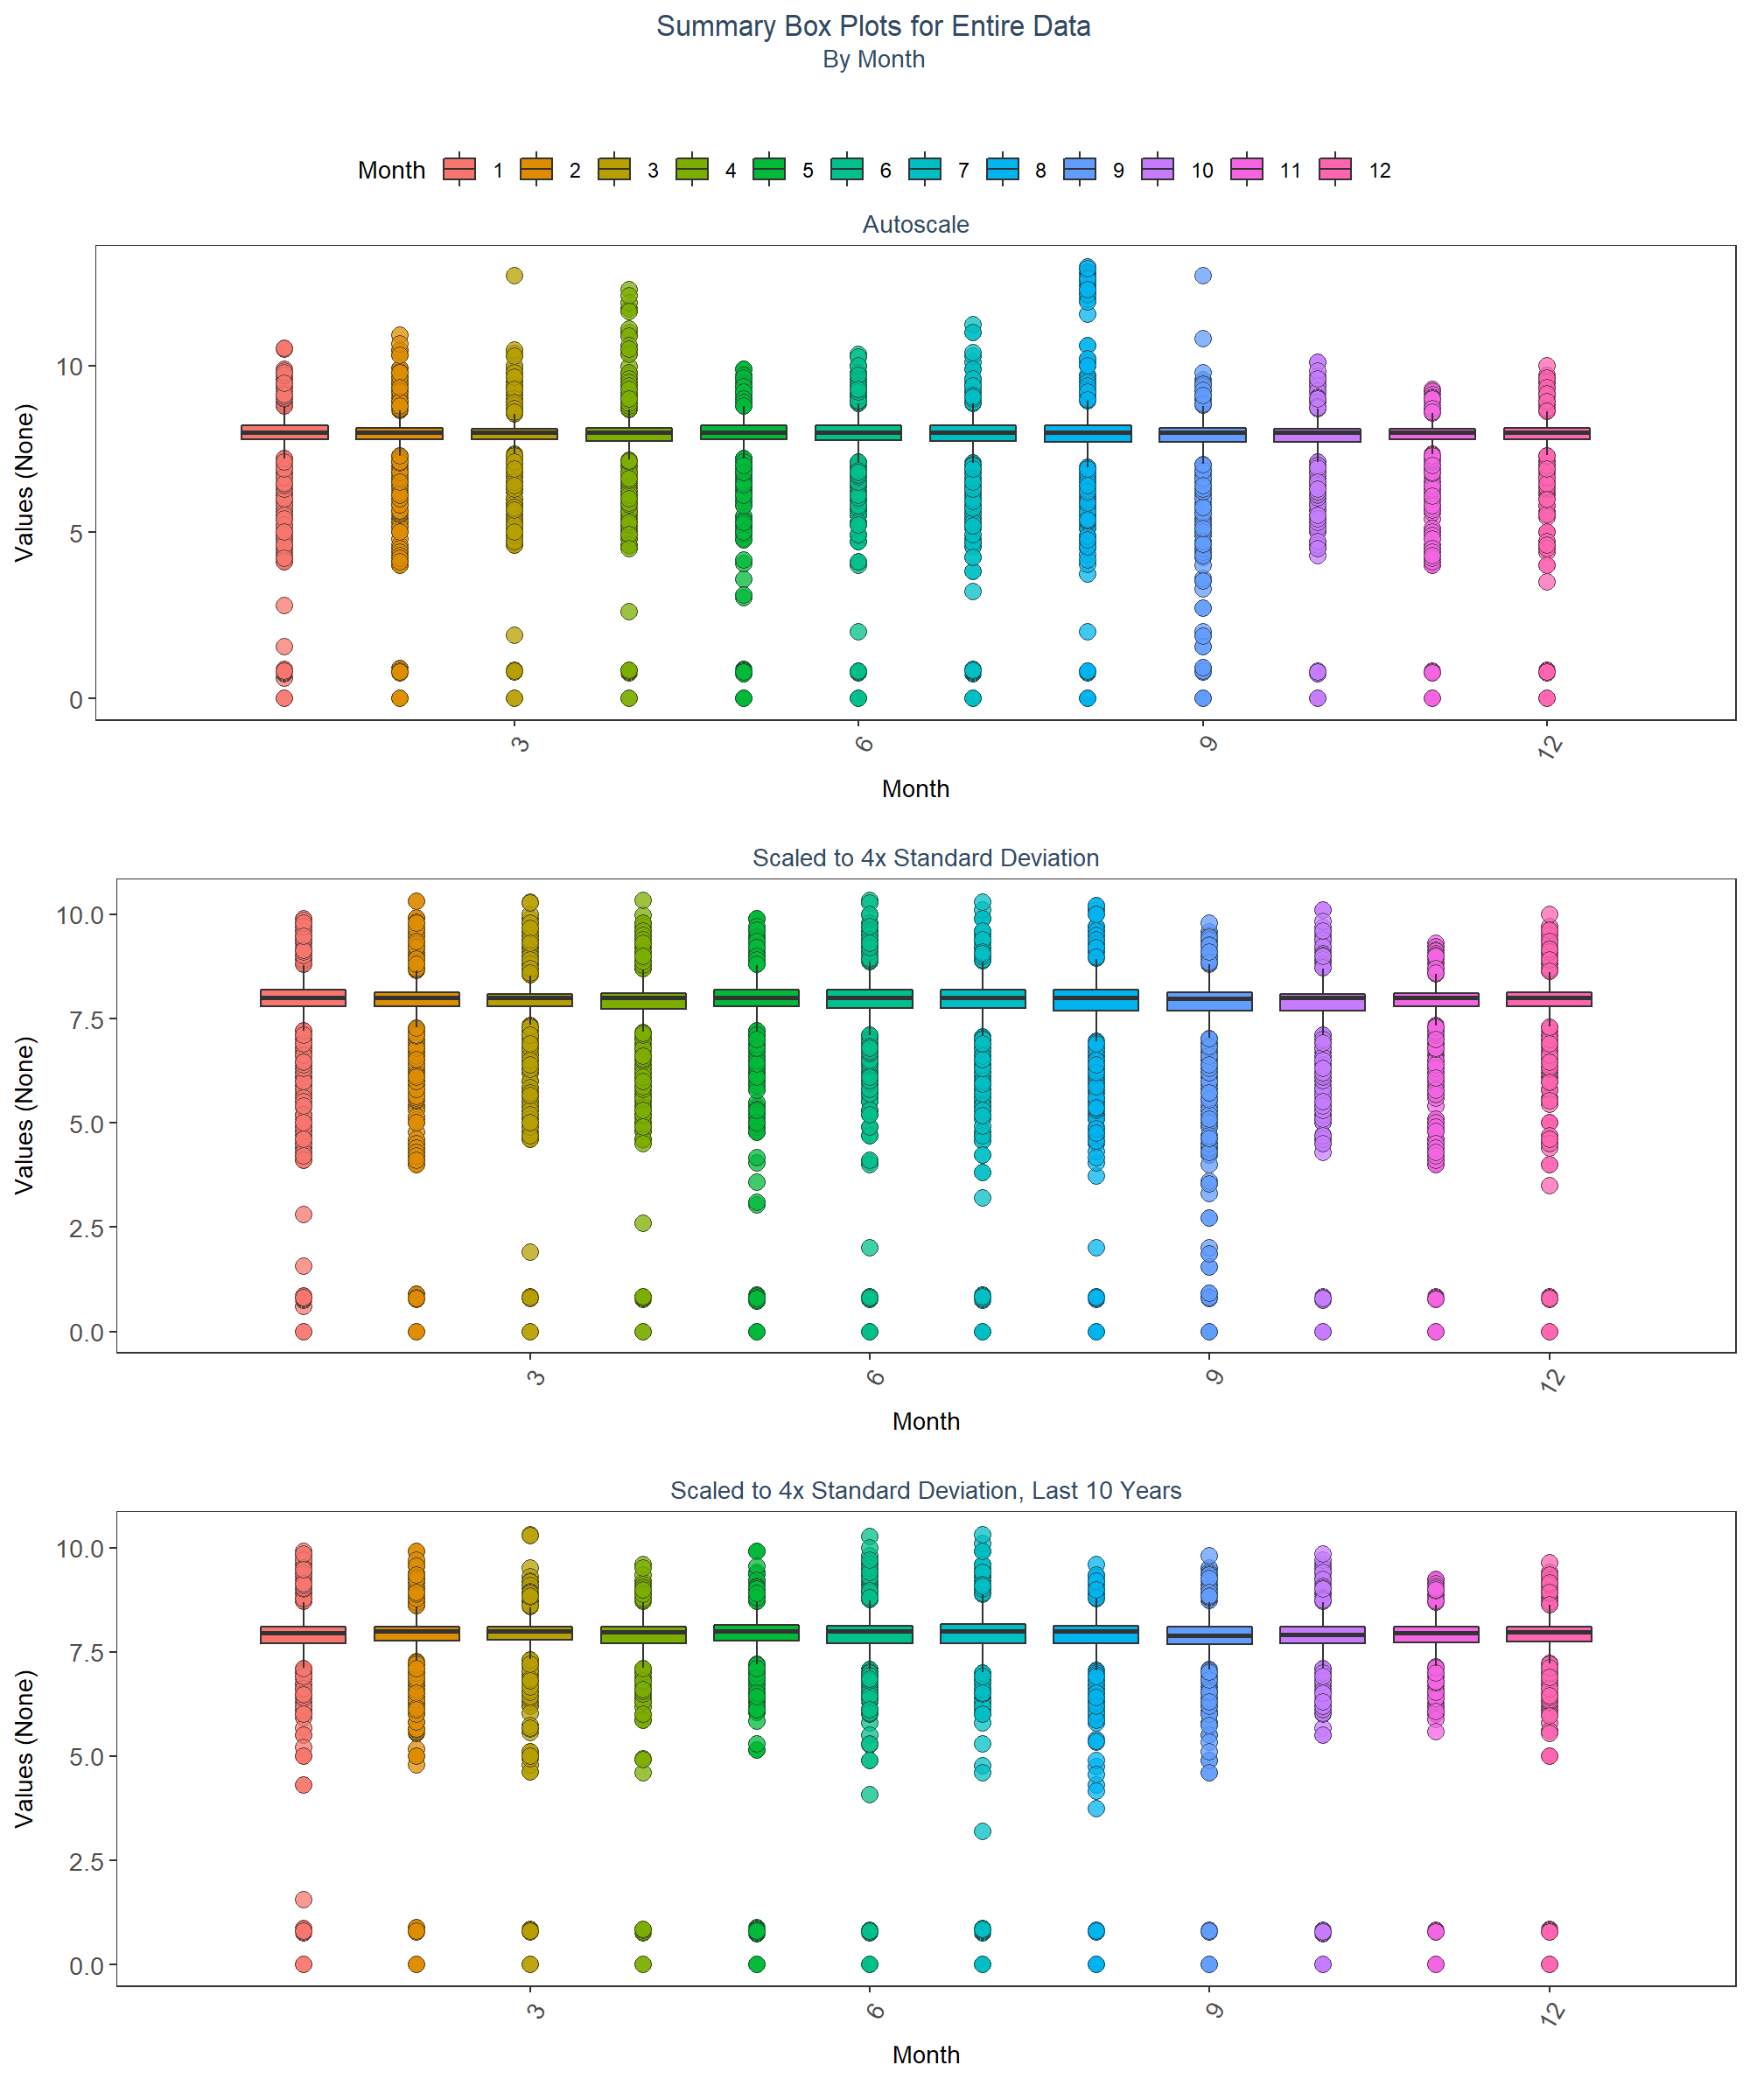 Summary Box Plots for Entire Data
By Month
Month 1 2 3 4 5 6 7 8 9 10 11 12
Autoscale
Values (None)
10
5
0
3 6 9 12
Month
Scaled to 4x Standard Deviation
Values (None)
10.0
7.5
5.0
2.5
0.0
3 6 9 12
Month
Scaled to 4x Standard Deviation, Last 10 Years
Values (None)
10.0
7.5
5.0
2.5
0.0
3 6 9 12
Month